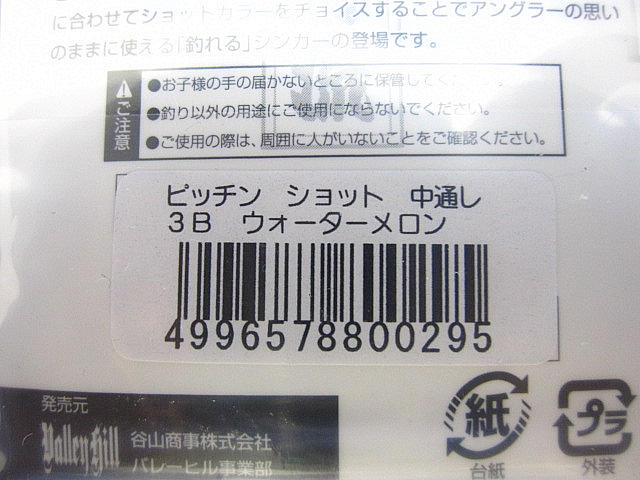 に合わせてショットカラーをチョイスすることでアングラーの思い
のままに使える「釣れる」シンカーの登場です。
ご注意
●お子様の手の届かないところに保管してください。
●釣り以外の用途にご使用にならないでください。
●ご使用の際は、周囲に人がいないことをご確認ください。
ピッチン ショット 中通し
3B ウォーターメロン
4996578800295
発売元
Valley Hill
谷山商事株式会社
バレーヒル事業部
紙
台紙
プラ
外装